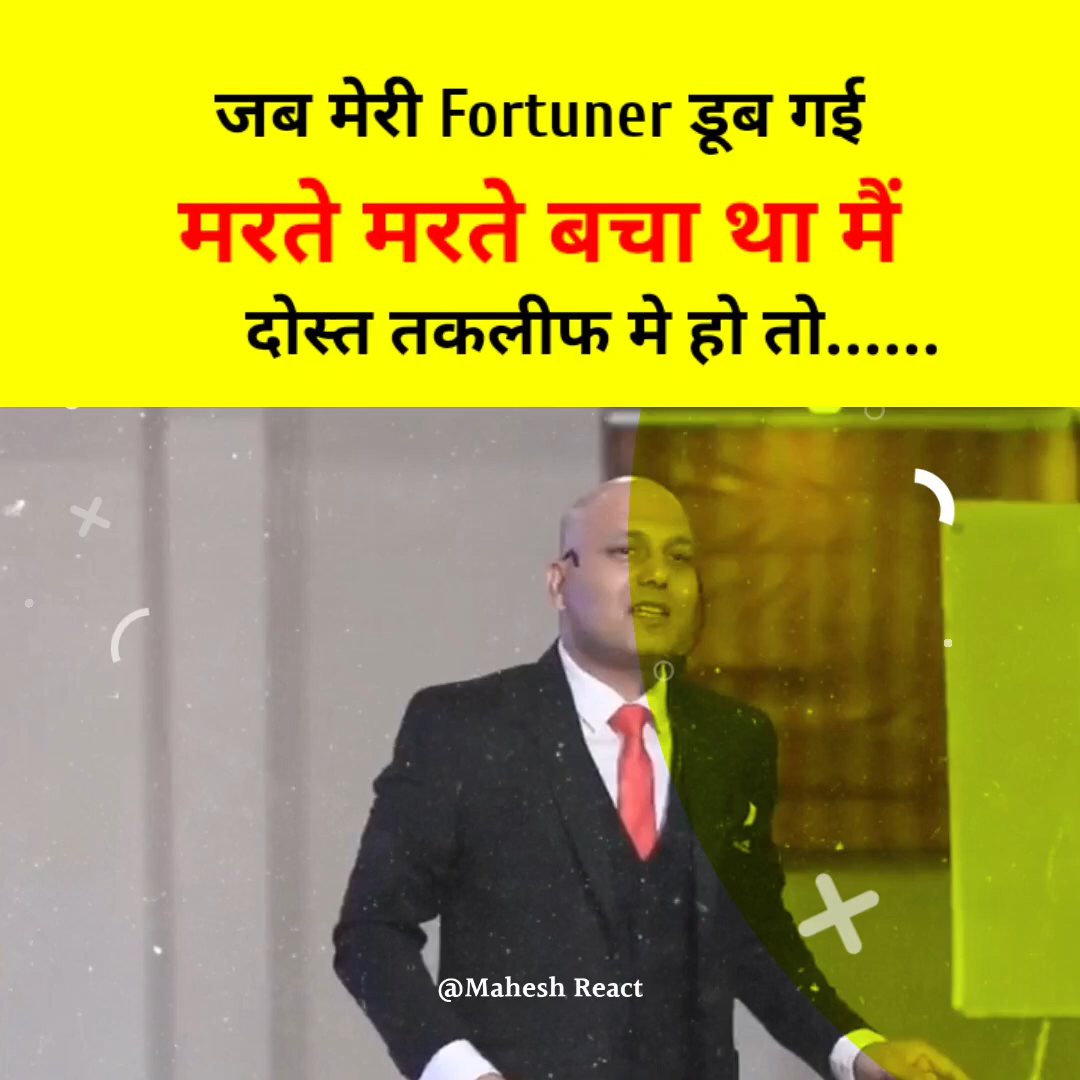 जब मेरी Fortuner डूब गई
मरते मरते बचा था मैं
दोस्त तकलीफ मे हो तो......
@Mahesh React